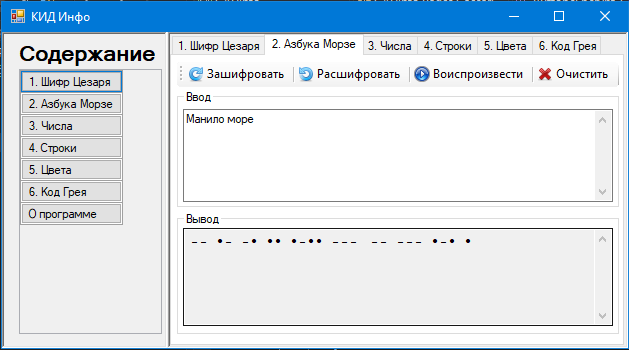 КИД Инфо
Содержание
1. Шифр Цезаря
2. Азбука Морзе
3. Числа
4. Строки
5. Цвета
6. Код Грея
О программе
1. Шифр Цезаря 2. Азбука Морзе 3. Числа 4. Строки 5. Цвета 6. Код Грея
Зашифровать Расшифровать Воиспроизвести Очистить
Ввод
Манило море
Вывод
−− •− −• •• •−•• −−− −− −−− •−• •